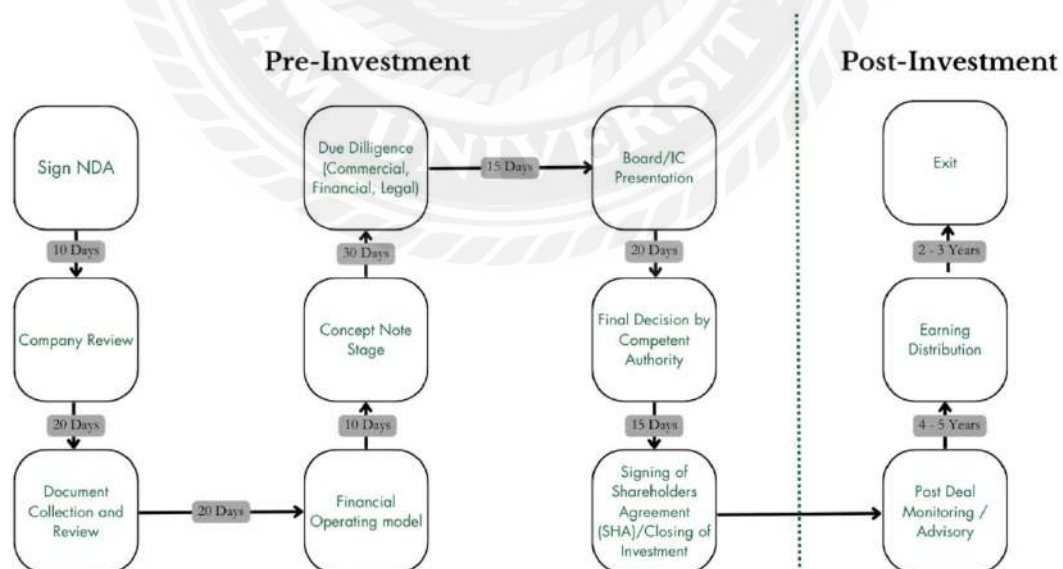 Pre-Investment
Post-Investment
Sign NDA
10 Days
Company Review
20 Days
Document
Collection and
Review
20 Days
Financial
Operating model
10 Days
Concept Note
Stage
30 Days
Due Dilligence
(Commercial,
Financial, Legal)
15 Days
Board/IC
Presentation
20 Days
Final Decision by
Competent
Authority
15 Days
Signing of
Shareholders
Agreement
(SHA)/Closing of
Investment
Post Deal
Monitoring /
Advisory
4 - 5 Years
Earning
Distribution
2 - 3 Years
Exit
UNIVERSIT